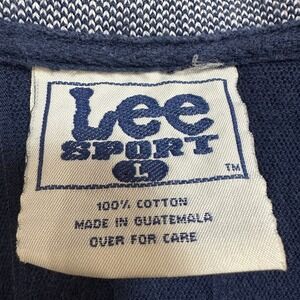 Lee
SPORT
L
™
100% COTTON
MADE IN GUATEMALA
OVER FOR CARE